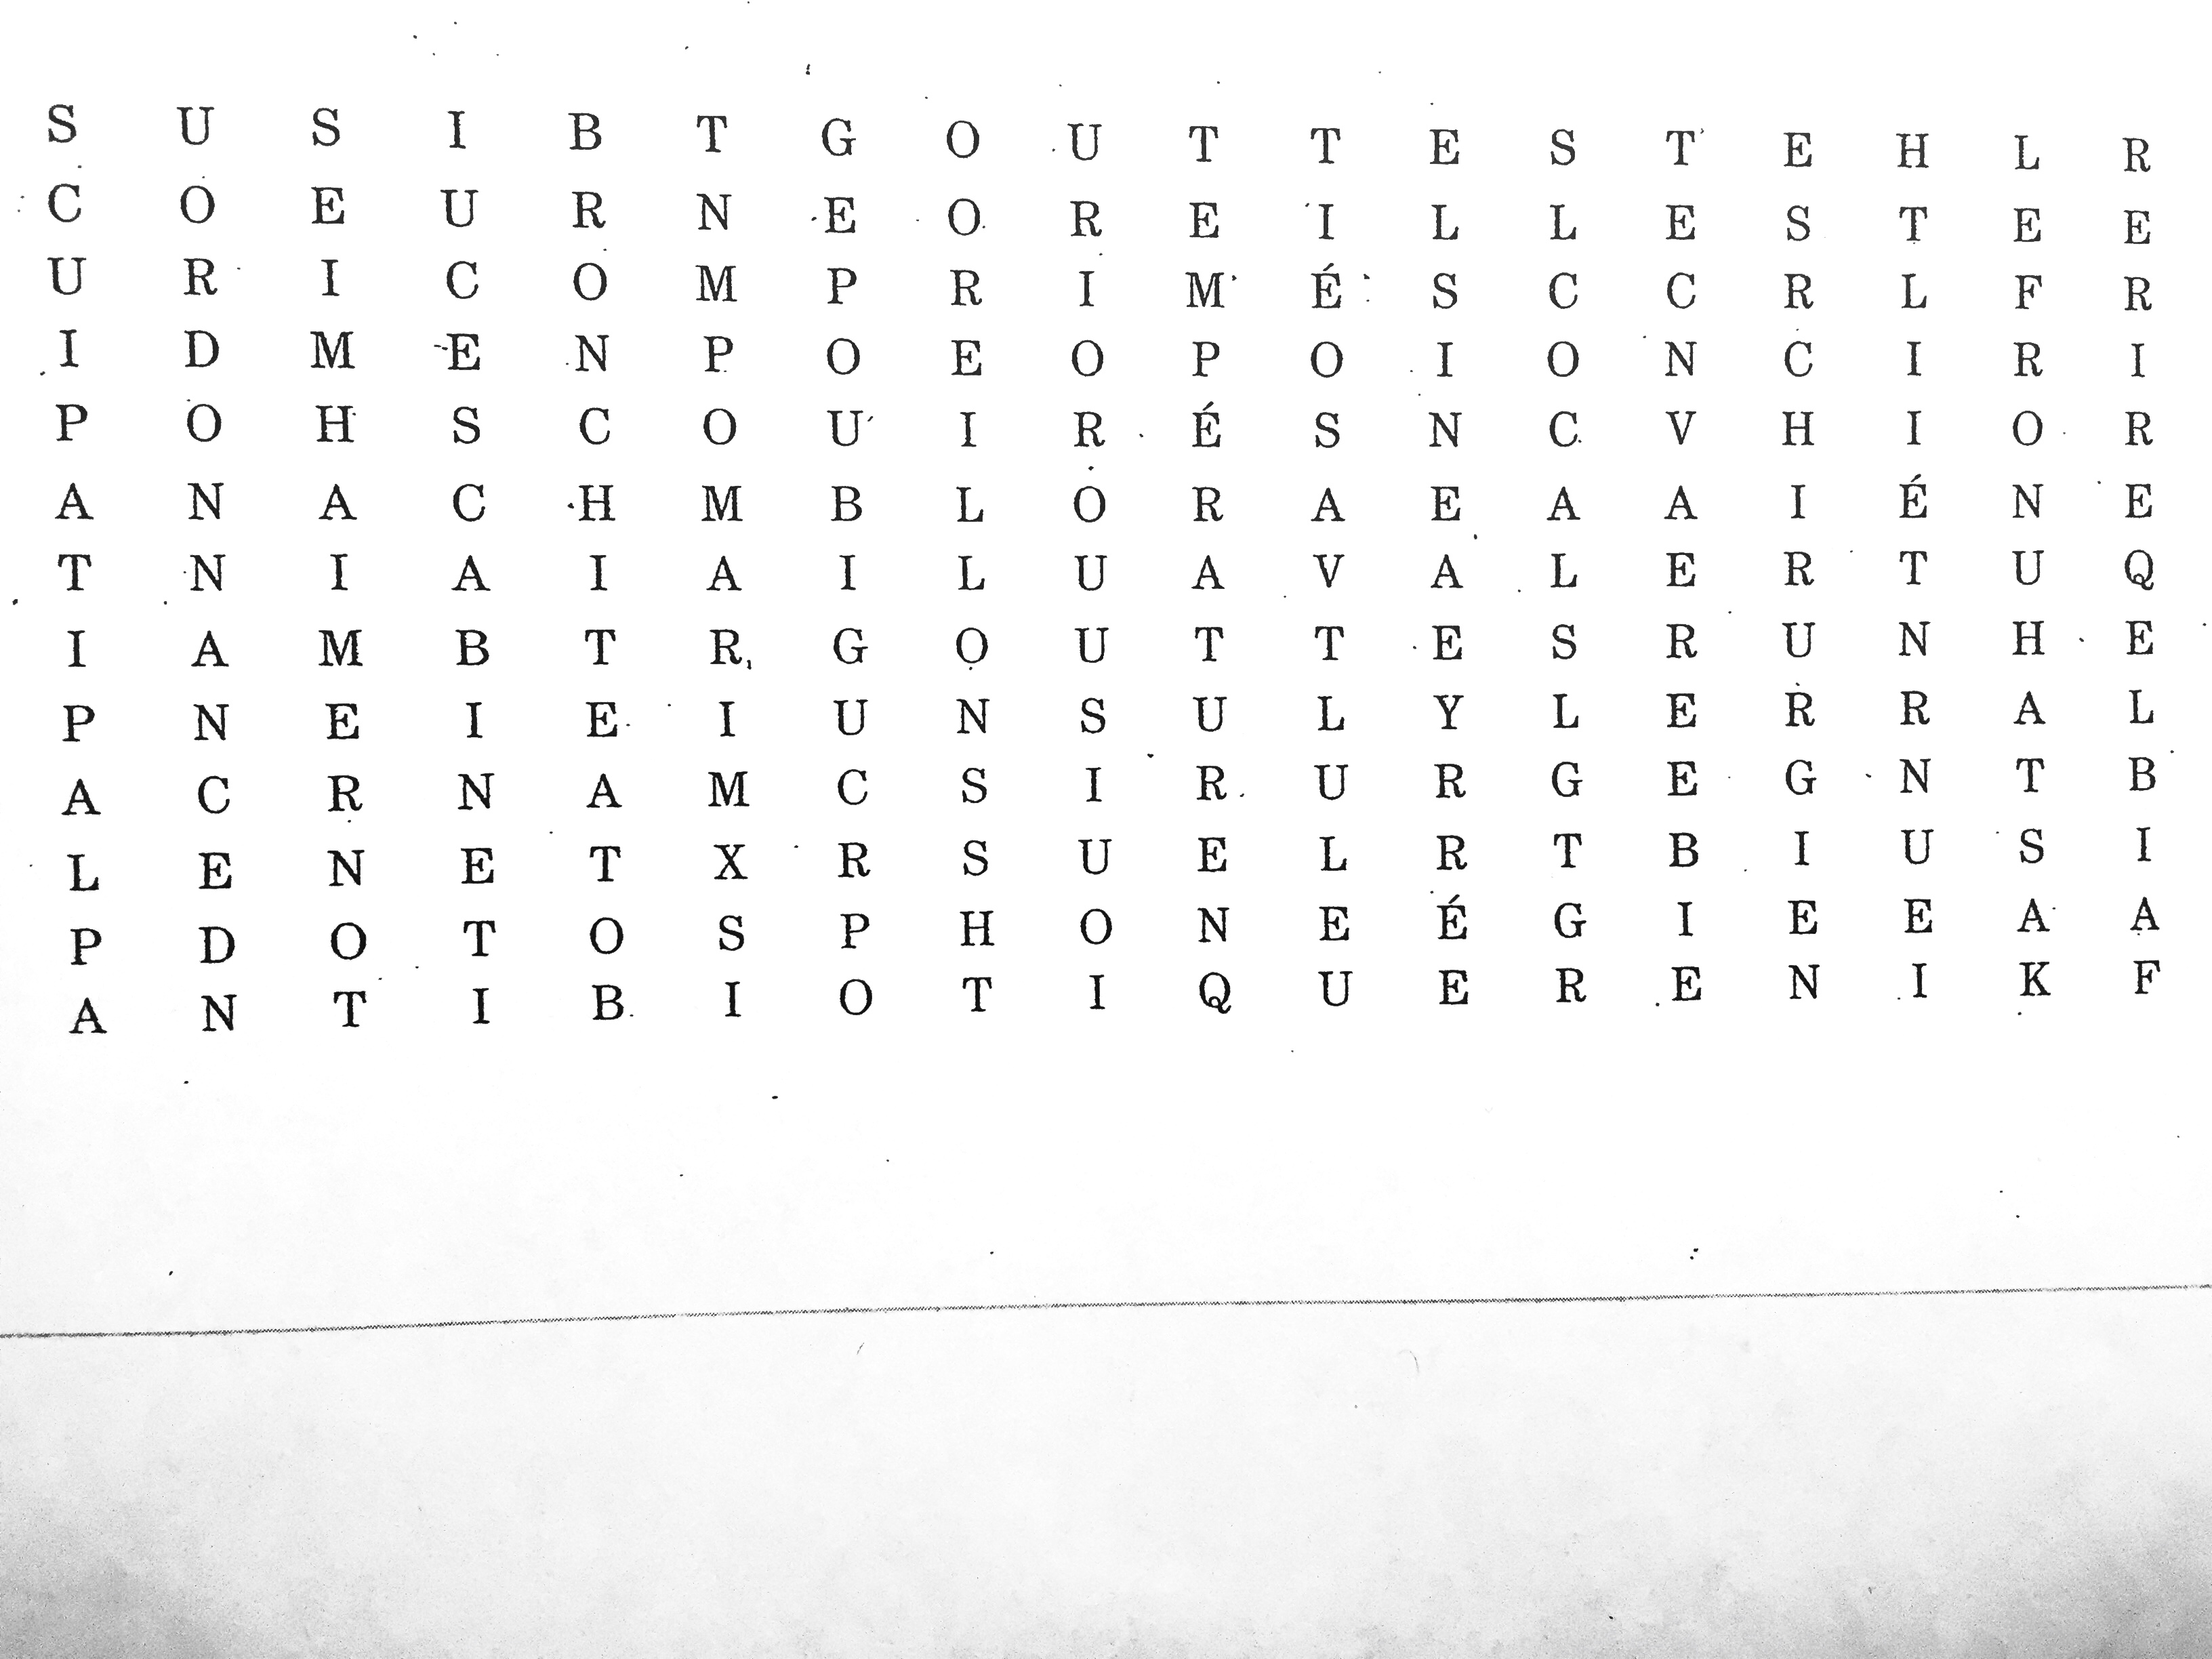 S U S I B T G O U T T E S T E H L R
C O E U R N E O R E I L L E S T E E
U R I C O M P R I M É S C C R L F R
I D M E N P O E O P O I O N C I R I
P O H S C O U I R É S N C V H I O R
A N A C H M B L O R A E A A I É N E
T N I A I A I L U A V A L E R T U Q
I A M B T R G O U T T E S R U N H E
P N E I E I U N S U L Y L E R R A L
A C R N A M C S I R U R G E G N T B
L E N E T X R S U E L R T B I U S I
P D O T O S P H O N E É G I E E A A
A N T I B I O T I Q U E R E N I K F